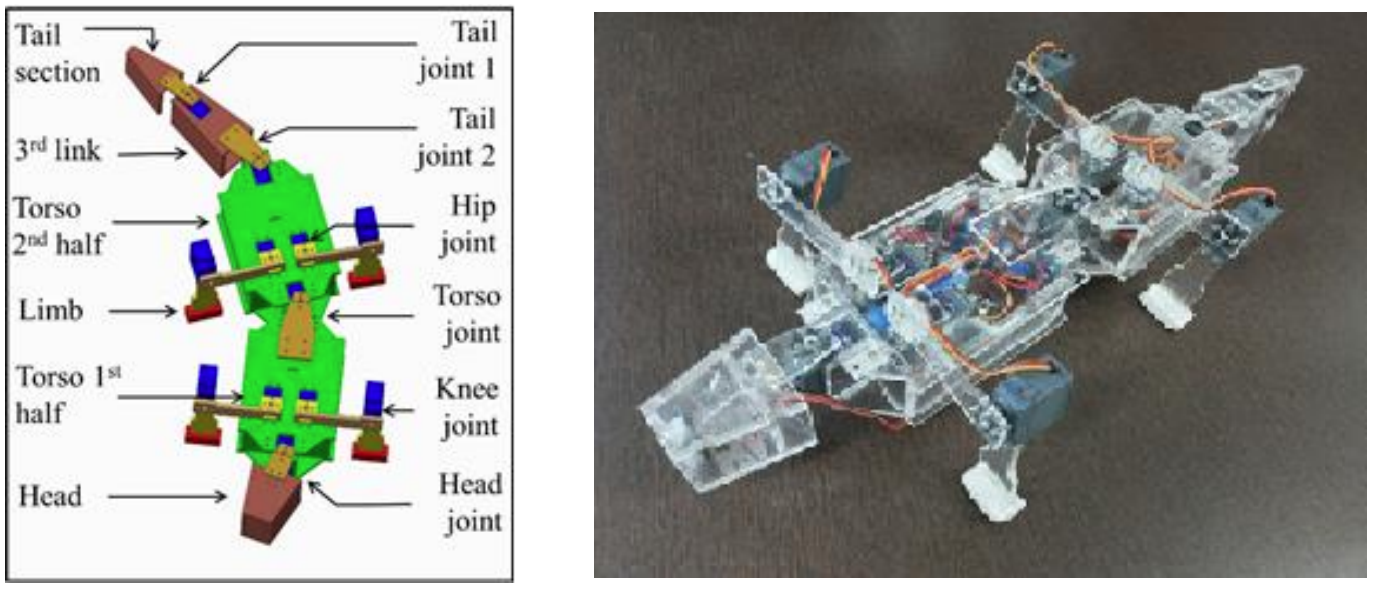 Tail
section
3rd link
Torso
2nd half
Limb
Torso 1st
half
Head
Tail
joint 1
Tail
joint 2
Hip
joint
Torso
joint
Knee
joint
Head
joint